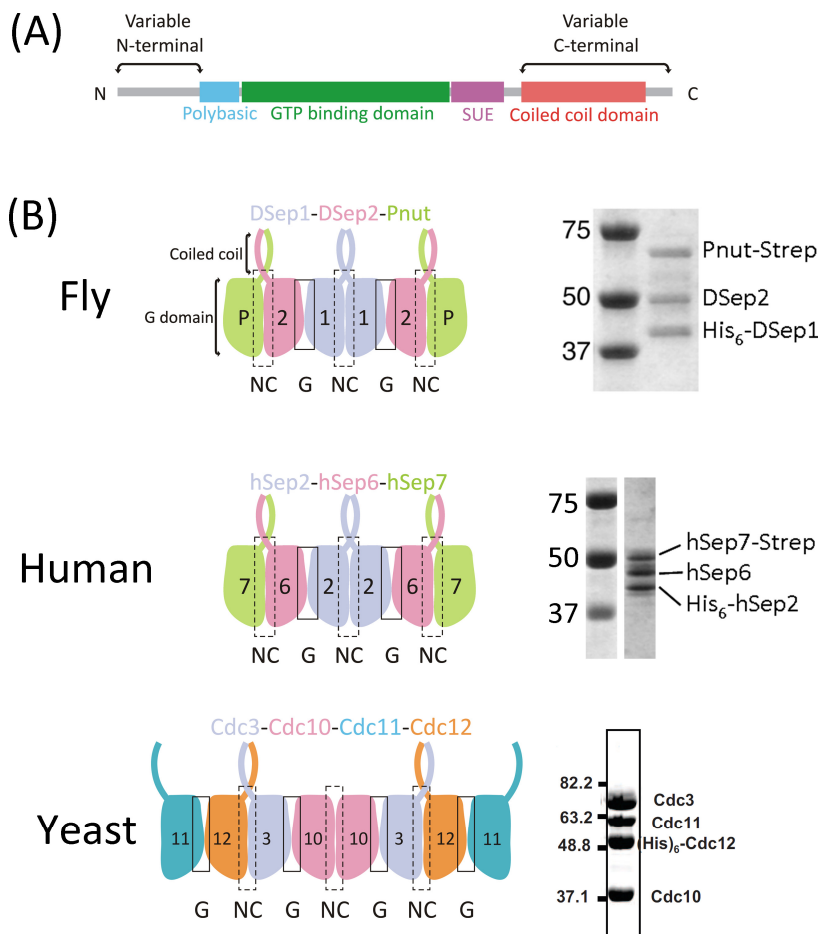 (A)
Variable
N-terminal
Variable
C-terminal
N
C
Polybasic
GTP binding domain
SUE
Coiled coil domain
(B)
Fly
DSep1-DSep2-Pnut
Coiled coil
G domain
P 2 1 1 2 P
NC G NC G NC
75
50
37
Pnut-Strep
DSep2
His6-DSep1
Human
hSep2-hSep6-hSep7
7 6 2 2 6 7
NC G NC G NC
75
50
37
hSep7-Strep
hSep6
His6-hSep2
Yeast
Cdc3-Cdc10-Cdc11-Cdc12
11 12 3 10 10 3 12 11
G NC G NC G NC G
82.2
63.2
48.8
37.1
Cdc3
Cdc11
(His)6-Cdc12
Cdc10